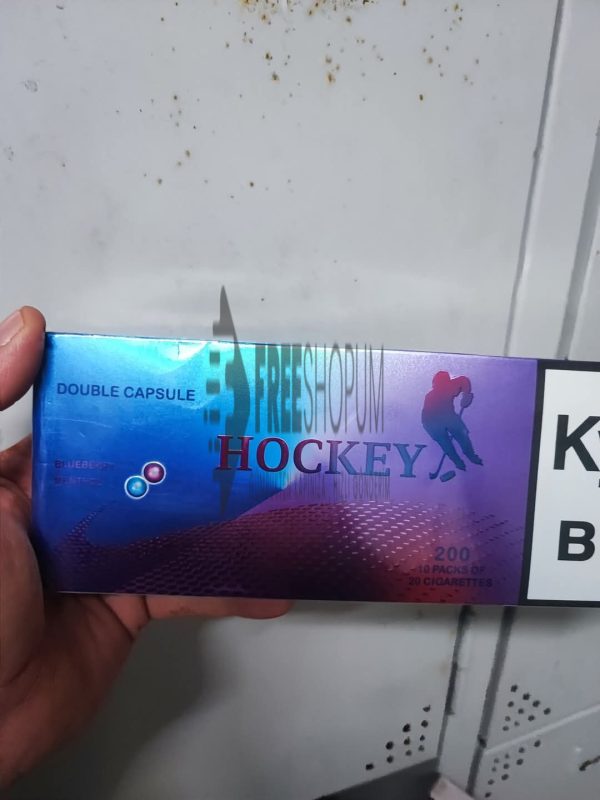 DOUBLE CAPSULE
BLUEBERRY
MENTHOL
FREESHOPUM
HOCKEY
200
10 PACKS OF
20 CIGARETTES